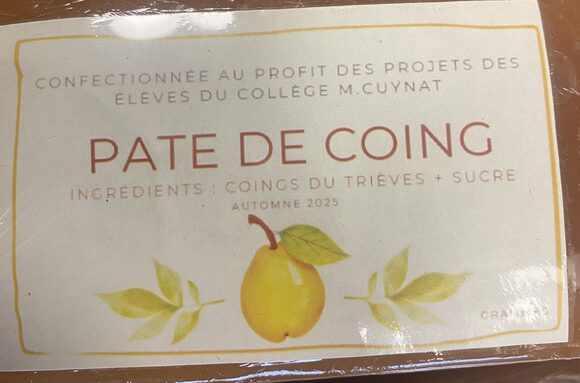 CONFECTIONNÉE AU PROFIT DES PROJETS DES
ÉLÈVES DU COLLÈGE M.CUYNAT
PATE DE COING
INGRÉDIENTS : COINGS DU TRIÈVES + SUCRE
AUTOMNE 2025